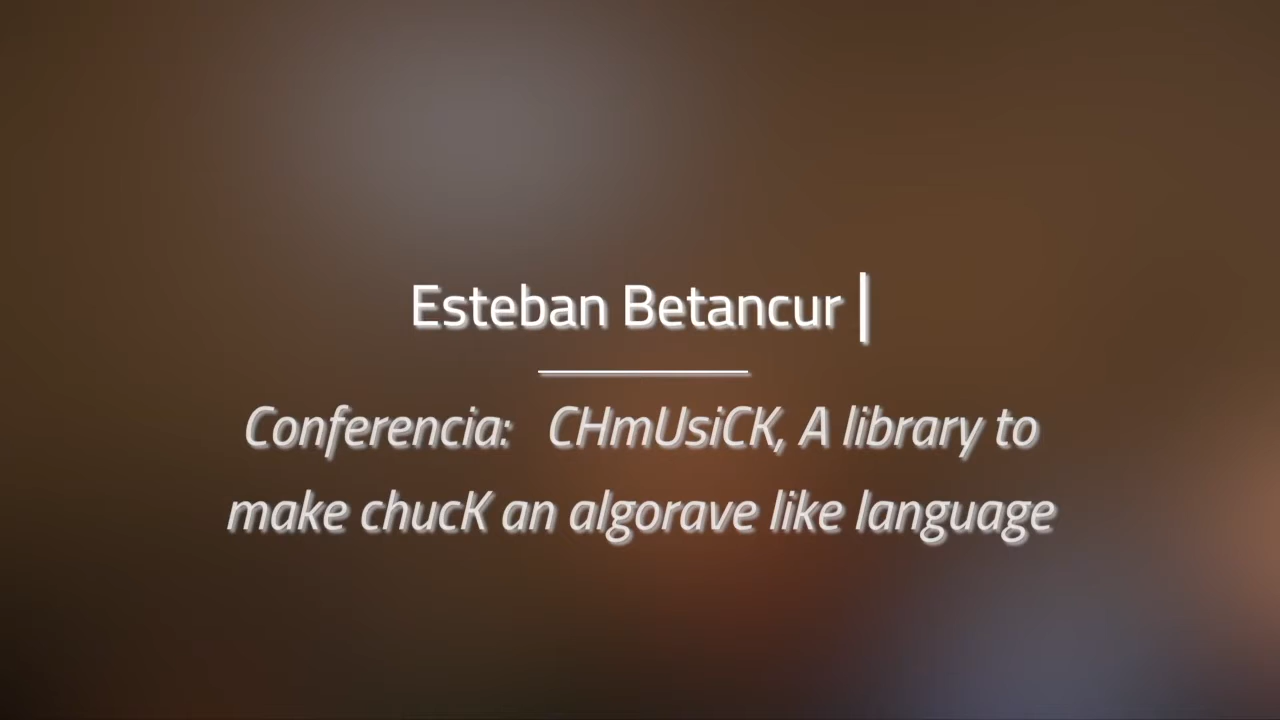 Esteban Betancur |
Conferencia: CHmUsiCK, A library to
make chucK an algorave like language